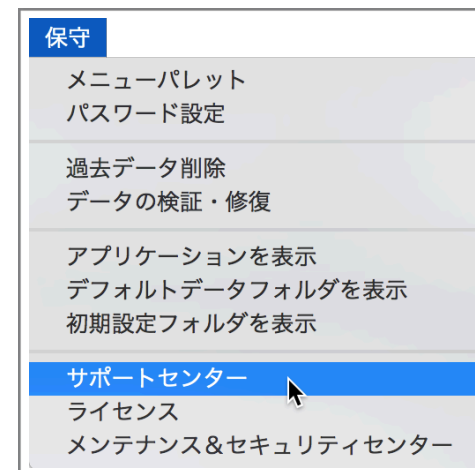 保守
メニューパレット
パスワード設定
過去データ削除
データの検証・修復
アプリケーションを表示
デフォルトデータフォルダを表示
初期設定フォルダを表示
サポートセンター
ライセンス
メンテナンス＆セキュリティセンター